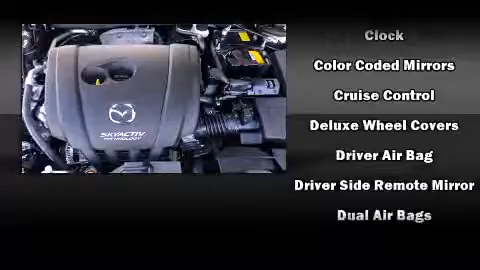 SKYACTIV
TECHNOLOGY
Clock
Color Coded Mirrors
Cruise Control
Deluxe Wheel Covers
Driver Air Bag
Driver Side Remote Mirror
Dual Air Bags